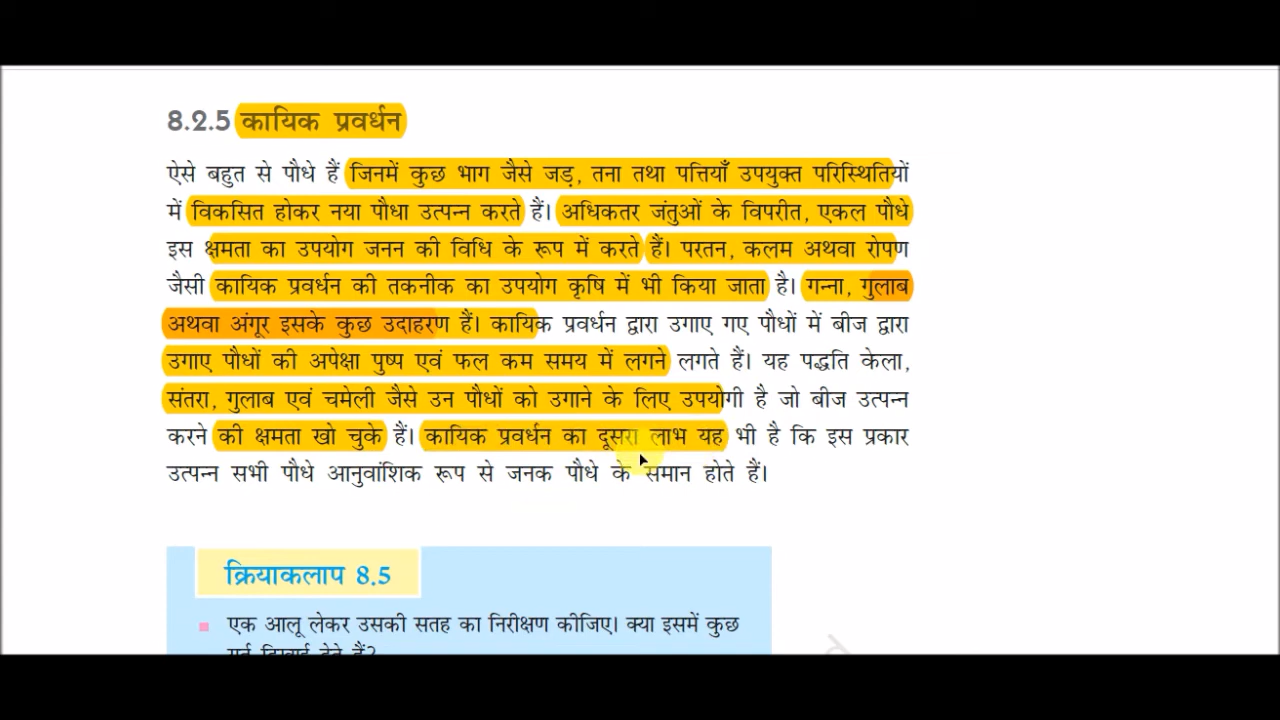 8.2.5 कायिक प्रवर्धन
ऐसे बहुत से पौधे हैं जिनमें कुछ भाग जैसे जड़, तना तथा पत्तियाँ उपयुक्त परिस्थितियों
में विकसित होकर नया पौधा उत्पन्न करते हैं। अधिकतर जंतुओं के विपरीत, एकल पौधे
इस क्षमता का उपयोग जनन की विधि के रूप में करते हैं। परतन, कलम अथवा रोपण
जैसी कायिक प्रवर्धन की तकनीक का उपयोग कृषि में भी किया जाता है। गन्ना, गुलाब
अथवा अंगूर इसके कुछ उदाहरण हैं। कायिक प्रवर्धन द्वारा उगाए गए पौधों में बीज द्वारा
उगाए पौधों की अपेक्षा पुष्प एवं फल कम समय में लगने लगते हैं। यह पद्धति केला,
संतरा, गुलाब एवं चमेली जैसे उन पौधों को उगाने के लिए उपयोगी है जो बीज उत्पन्न
करने की क्षमता खो चुके हैं। कायिक प्रवर्धन का दूसरा लाभ यह भी है कि इस प्रकार
उत्पन्न सभी पौधे आनुवांशिक रूप से जनक पौधे के समान होते हैं।
क्रियाकलाप 8.5
एक आलू लेकर उसकी सतह का निरीक्षण कीजिए। क्या इसमें कुछ